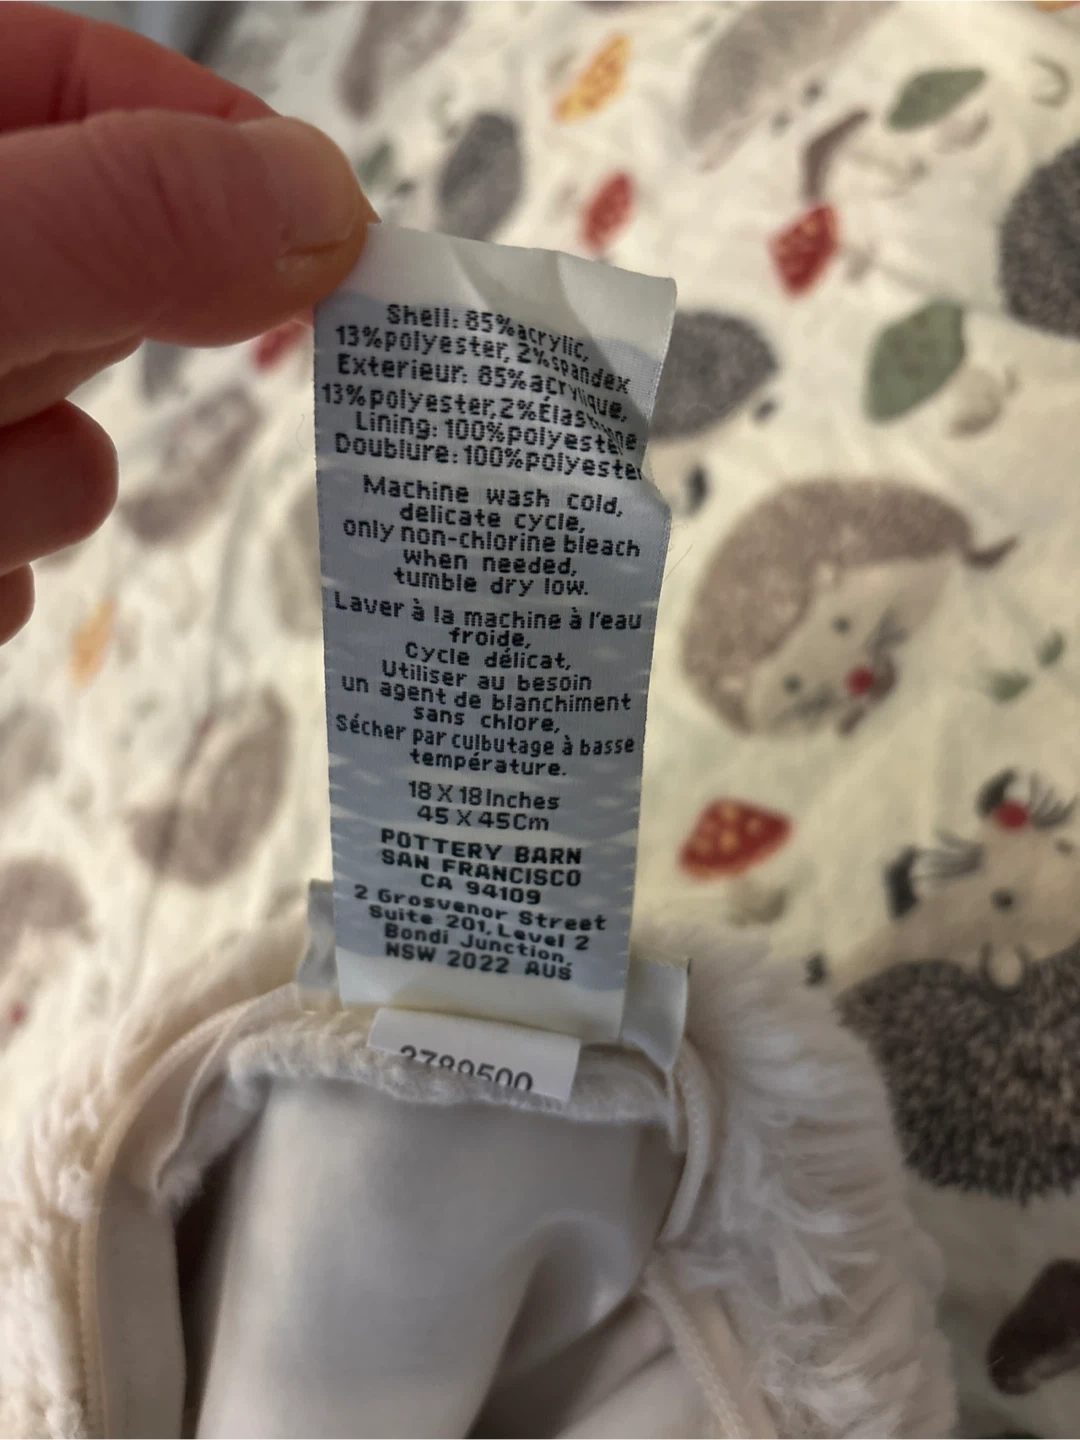 Shell: 85%acrylic,
13%polyester, 2%spandex
Exterieur: 85%acrylique,
13%polyester,2%Élasthne
Lining: 100%polyester
Doublure:100%polyester
Machine wash cold,
delicate cycle,
only non-chlorine bleach
when needed,
tumble dry low.
Laver à la machine à l'eau
froide,
Cycle délicat,
Utiliser au besoin
un agent de blanchiment
sans chlore,
Sécher par culbutage à basse
température.
18 X 18Inches
45 X 45Cm
POTTERY BARN
SAN FRANCISCO
CA 94109
2 Grosvenor Street
Suite 201, Level 2
Bondi Junction,
NSW 2022 AUS
3789500